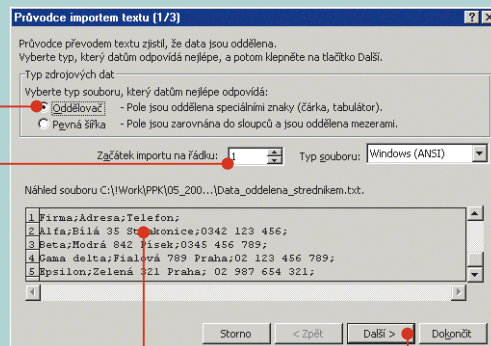 Průvodce importem textu (1/3)
Průvodce převodem textu zjistil, že data jsou oddělena.
Vyberte typ, který datům odpovídá nejlépe, a potom klepněte na tlačítko Další.
Typ zdrojových dat
Vyberte typ souboru, který datům nejlépe odpovídá:
Oddělovač - Pole jsou oddělena speciálními znaky (čárka, tabulátor).
Pevná šířka - Pole jsou zarovnána do sloupců a jsou oddělena mezerami.
Začátek importu na řádku: 1 Typ souboru: Windows (ANSI)
Náhled souboru C:\!Work\PPK\05_200...\Data_oddelena_strednikem.txt.
1 Firma;Adresa;Telefon;
2 Alfa;Bílá 35 Strakonice;0342 123 456;
3 Beta;Modrá 842 Písek;0345 456 789;
4 Gama delta;Fialová 789 Praha;02 123 456 789;
5 Epsilon;Zelená 321 Praha; 02 987 654 321;
Storno < Zpět Další > Dokončit